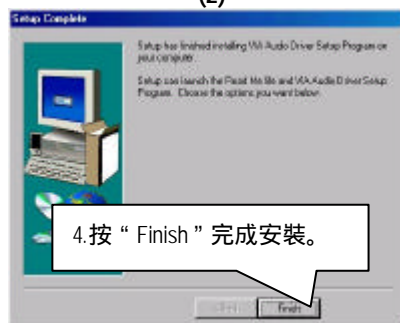 (2)
Setup Complete
Setup has finished installing VIA Audio Driver Setup Program on
your computer.
Setup can launch the Read Me file and VIA Audio Driver Setup
Program. Choose the options you want below.
4.按 “ Finish ” 完成安裝。
Finish